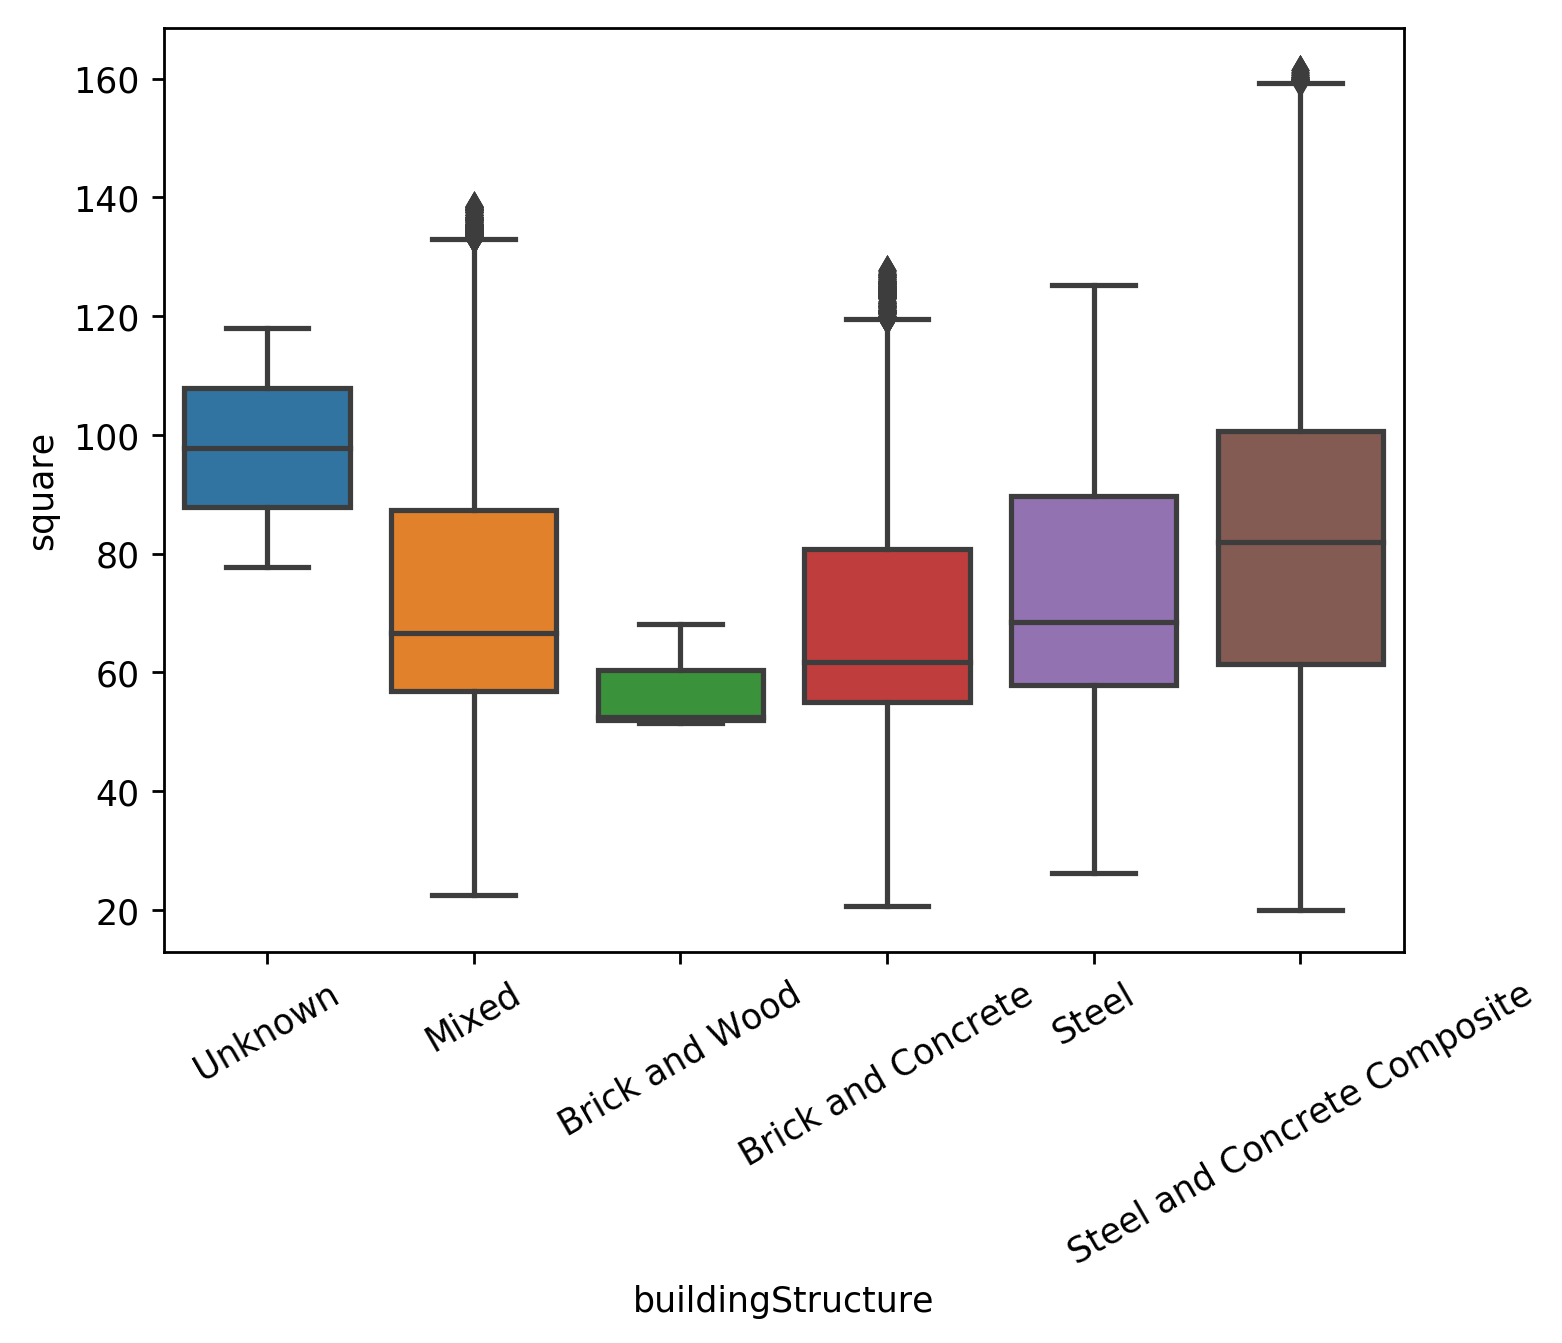 160
140
120
100
80
60
40
20
square
Unknown
Mixed
Brick and Wood
Brick and Concrete
Steel
Steel and Concrete Composite
buildingStructure